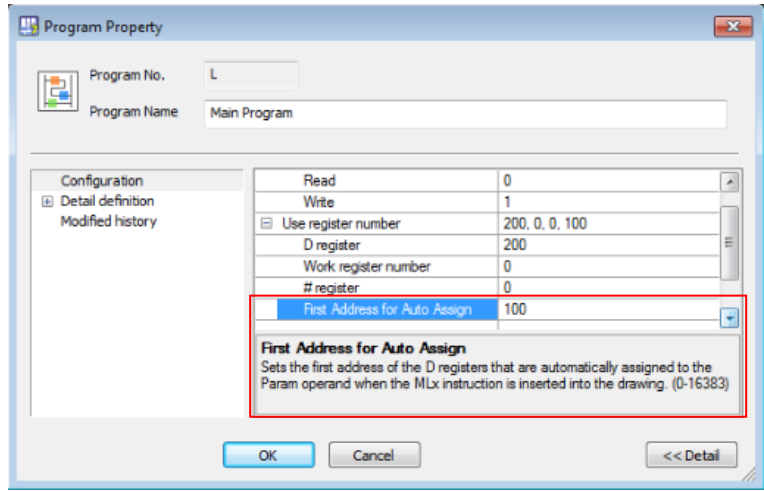 Program Property
Program No. L
Program Name Main Program
Configuration
Detail definition
Modified history
Read 0
Write 1
Use register number 200, 0, 0, 100
D register 200
Work register number 0
# register 0
First Address for Auto Assign 100
First Address for Auto Assign
Sets the first address of the D registers that are automatically assigned to the
Param operand when the MLx instruction is inserted into the drawing. (0-16383)
OK Cancel << Detail